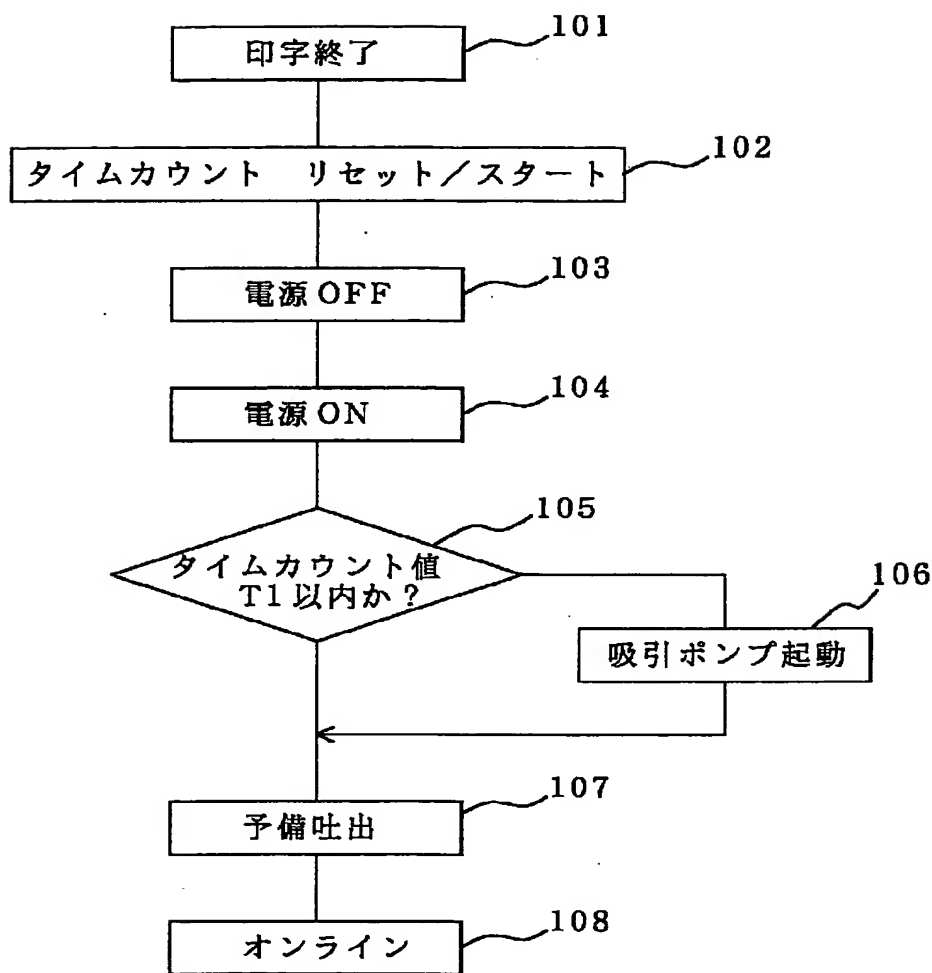 101
印字終了
102
タイムカウント リセット／スタート
103
電源OFF
104
電源ON
105
タイムカウント値
T1以内か？
106
吸引ポンプ起動
107
予備吐出
108
オンライン